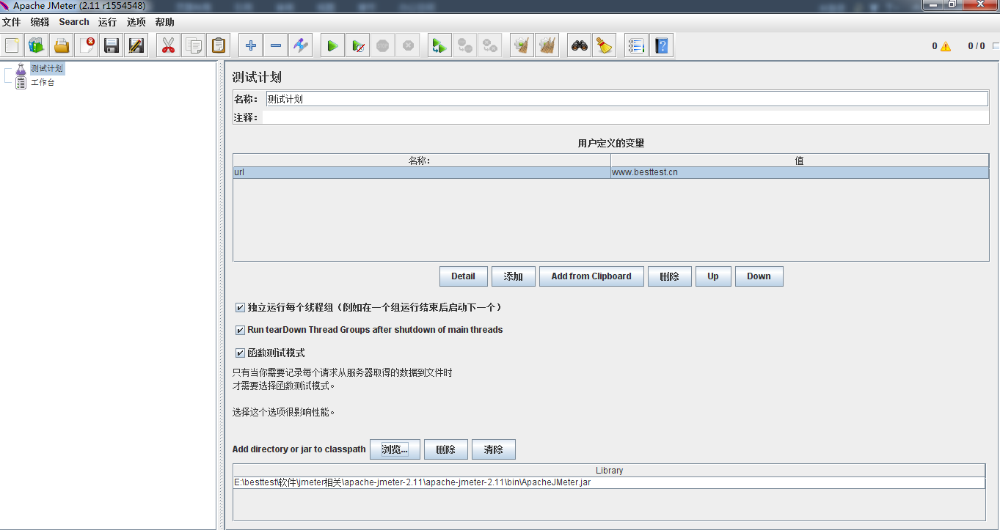 Apache JMeter (2.11 r1554548)
文件 编辑 Search 运行 选项 帮助
0 0 / 0
测试计划
工作台
测试计划
名称： 测试计划
注释：
用户定义的变量
名称： 值
url www.besttest.cn
Detail 添加 Add from Clipboard 删除 Up Down
独立运行每个线程组（例如在一个组运行结束后启动下一个）
Run tearDown Thread Groups after shutdown of main threads
函数测试模式
只有当你需要记录每个请求从服务器取得的数据到文件时
才需要选择函数测试模式。
选择这个选项很影响性能。
Add directory or jar to classpath 浏览... 删除 清除
Library
E:\besttest\软件\jmeter相关\apache-jmeter-2.11\apache-jmeter-2.11\bin\ApacheJMeter.jar